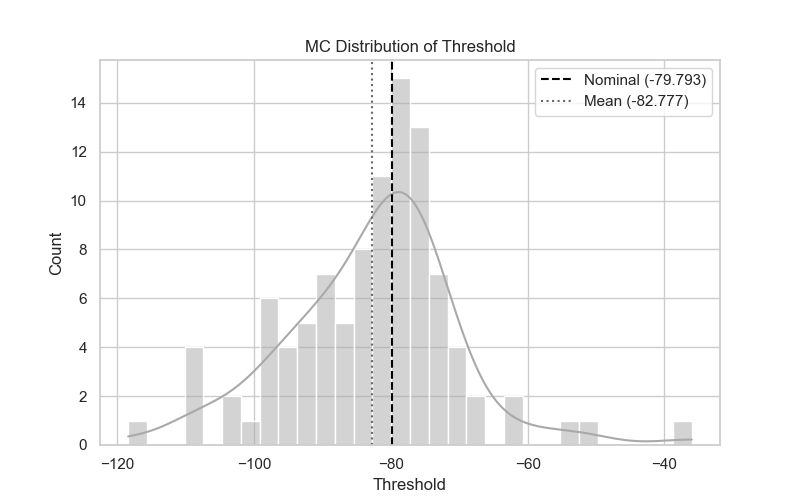 MC Distribution of Threshold
Nominal (-79.793)
Mean (-82.777)
Count
14
12
10
8
6
4
2
0
−120
−100
−80
−60
−40
Threshold